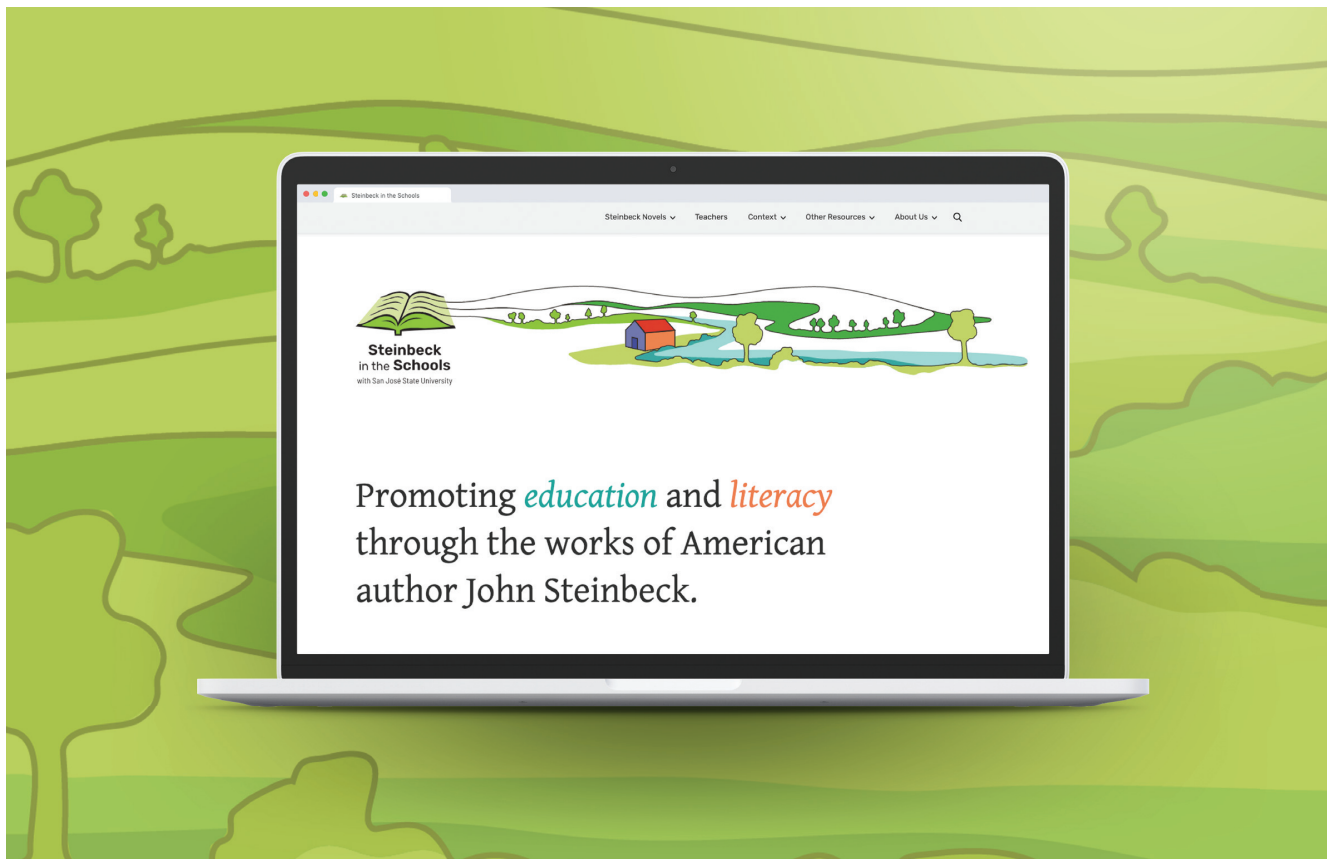 Steinbeck in the Schools
Steinbeck Novels Teachers Context Other Resources About Us
Steinbeck
in the Schools
with San José State University
Promoting education and literacy
through the works of American
author John Steinbeck.